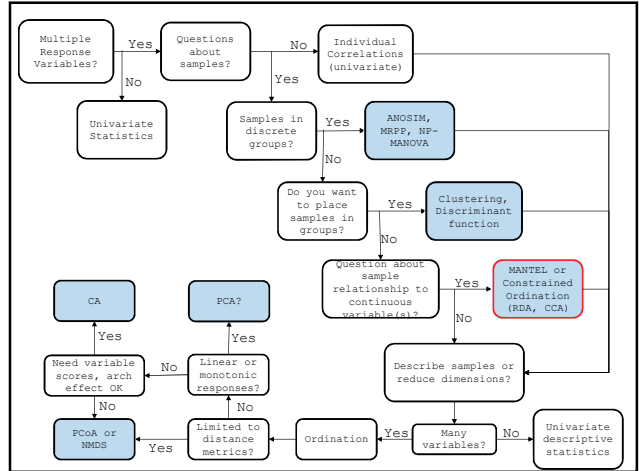 Multiple
Response
Variables?
Yes
Questions
about
samples?
No
Individual
Correlations
(univariate)
No
Yes
Univariate
Statistics
Samples in
discrete
groups?
Yes
ANOSIM,
MRPP, NP-
MANOVA
No
Do you want
to place
samples in
groups?
Yes
Clustering,
Discriminant
function
No
Question about
sample
relationship to
continuous
variable(s)?
Yes
MANTEL or
Constrained
Ordination
(RDA, CCA)
No
CA
PCA?
Yes
Yes
Need variable
scores, arch
effect OK
No
Linear or
monotonic
responses?
Describe samples or
reduce dimensions?
No
No
PCoA or
NMDS
Yes
Limited to
distance
metrics?
Ordination
Yes
Many
variables?
No
Univariate
descriptive
statistics